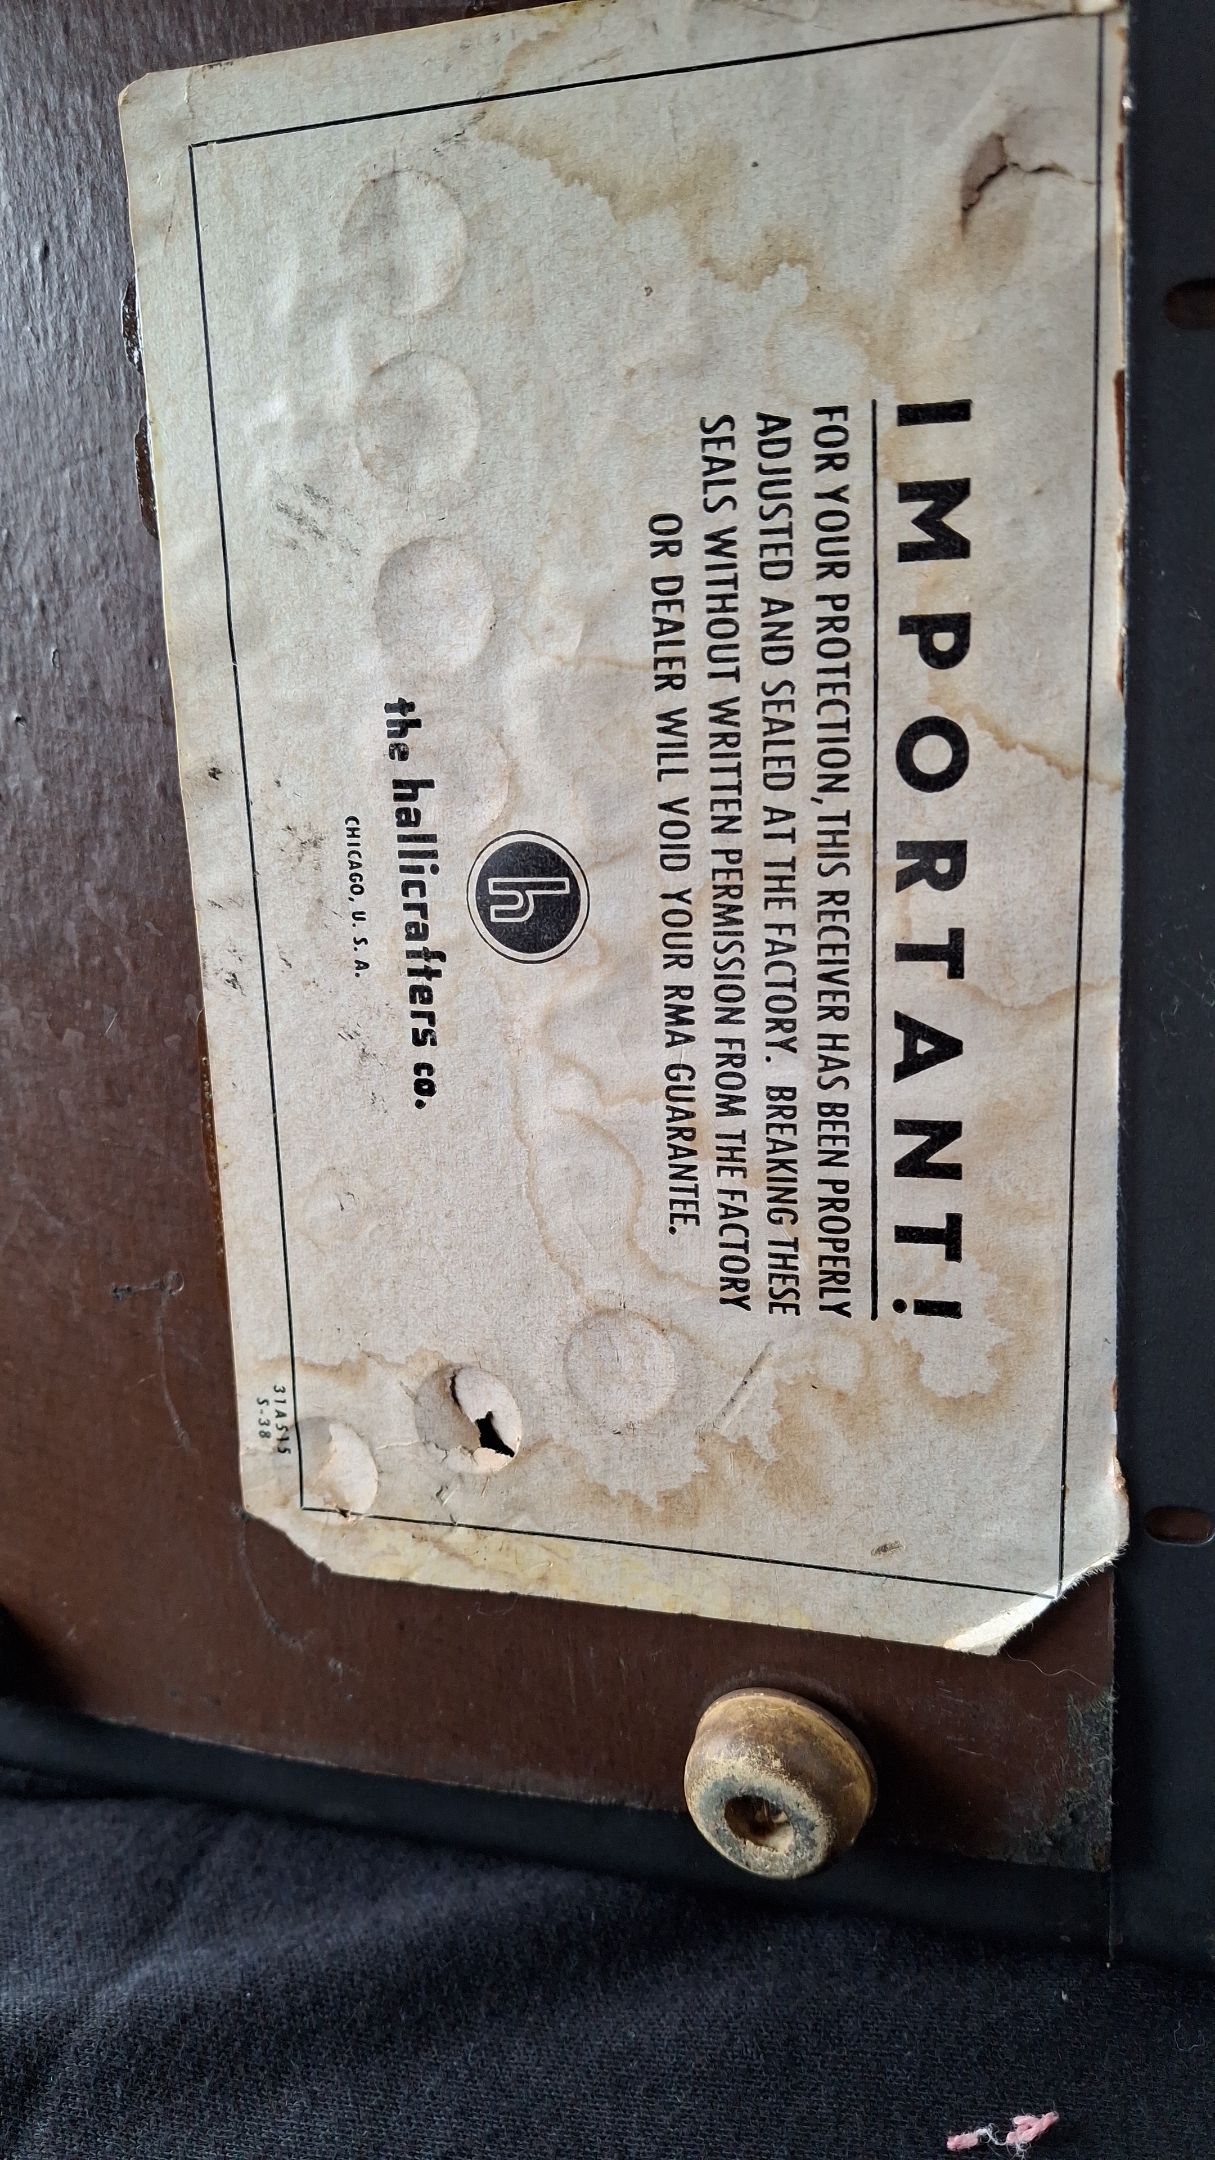 IMPORTANT!
FOR YOUR PROTECTION, THIS RECEIVER HAS BEEN PROPERLY
ADJUSTED AND SEALED AT THE FACTORY. BREAKING THESE
SEALS WITHOUT WRITTEN PERMISSION FROM THE FACTORY
OR DEALER WILL VOID YOUR RMA GUARANTEE.
h
the hallicrafters co.
CHICAGO, U. S. A.
31A515
S-38